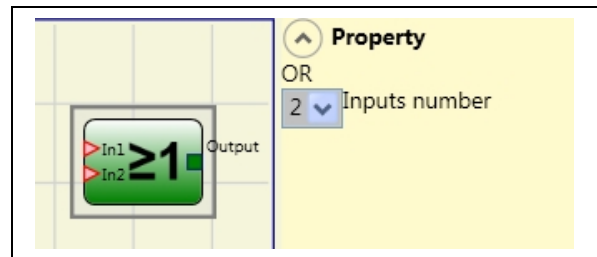 Property
OR
2 Inputs number
In1 ≥1 Output
In2